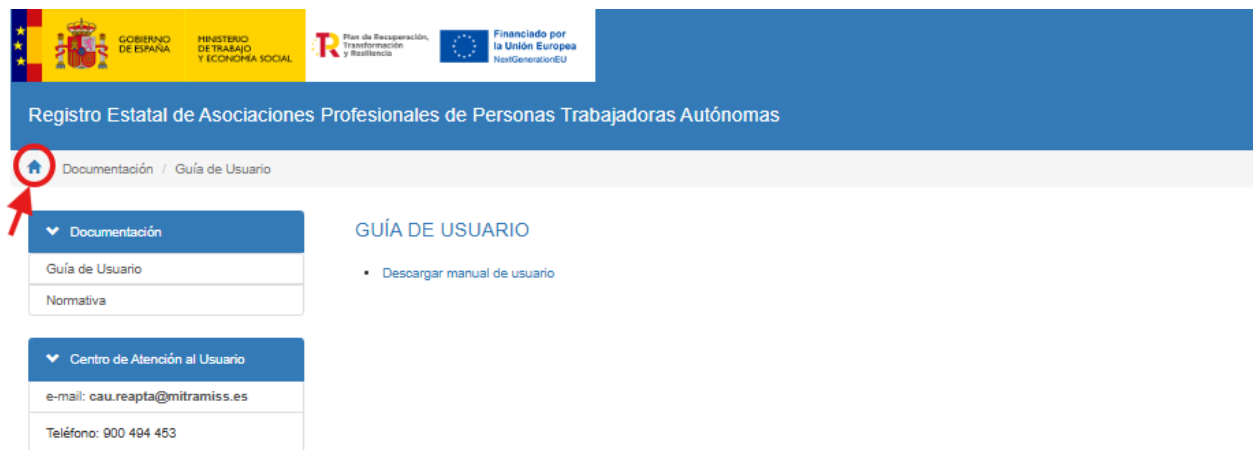 GOBIERNO
DE ESPAÑA
MINISTERIO
DE TRABAJO
Y ECONOMÍA SOCIAL
Plan de Recuperación,
Transformación
y Resiliencia
Financiado por
la Unión Europea
NextGenerationEU
Registro Estatal de Asociaciones Profesionales de Personas Trabajadoras Autónomas
Documentación / Guía de Usuario
Documentación
Guía de Usuario
Normativa
GUÍA DE USUARIO
• Descargar manual de usuario
Centro de Atención al Usuario
e-mail: cau.reapta@mitramiss.es
Teléfono: 900 494 453